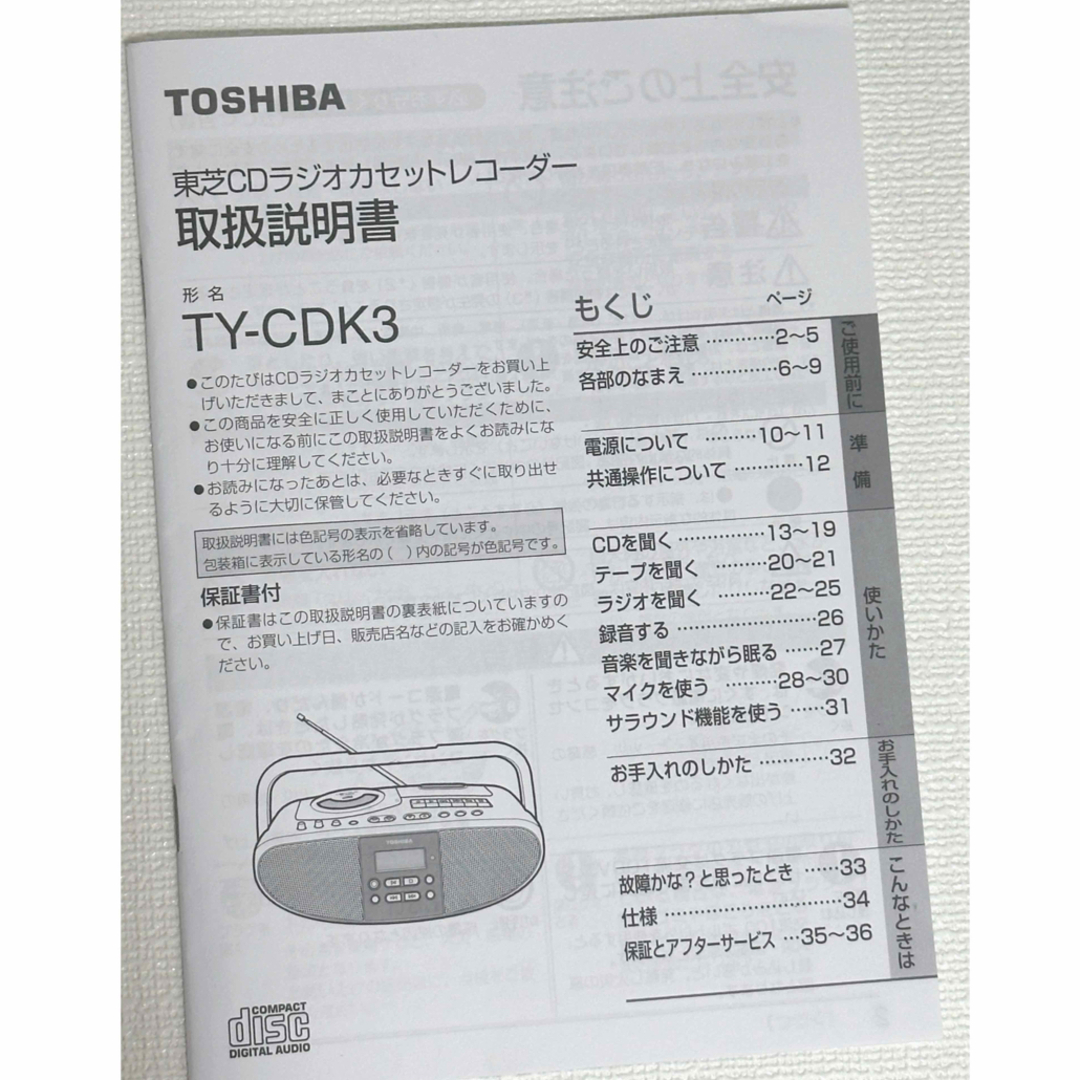 TOSHIBA
東芝CDラジオカセットレコーダー
取扱説明書
形 名
TY-CDK3
●このたびはCDラジオカセットレコーダーをお買い上
げいただきまして、まことにありがとうございました。
●この商品を安全に正しく使用していただくために、
お使いになる前にこの取扱説明書をよくお読みにな
り十分に理解してください。
●お読みになったあとは、必要なときすぐに取り出せ
るように大切に保管してください。
取扱説明書には色記号の表示を省略しています。
包装箱に表示している形名の( )内の記号が色記号です。
保証書付
●保証書はこの取扱説明書の裏表紙についていますの
で、お買い上げ日、販売店名などの記入をお確かめく
ださい。
TOSHIBA
COMPACT
disc
DIGITAL AUDIO
もくじ ページ
ご使用前に
安全上のご注意 …………2〜5
各部のなまえ ……………6〜9
準備
電源について ………10〜11
共通操作について …………12
使いかた
CDを聞く ……………13〜19
テープを聞く ………20〜21
ラジオを聞く ………22〜25
録音する ……………………26
音楽を聞きながら眠る ……27
マイクを使う ………28〜30
サラウンド機能を使う ……31
お手入れのしかた
お手入れのしかた …………32
こんなときは
故障かな？と思ったとき ……33
仕様 …………………………34
保証とアフターサービス …35〜36